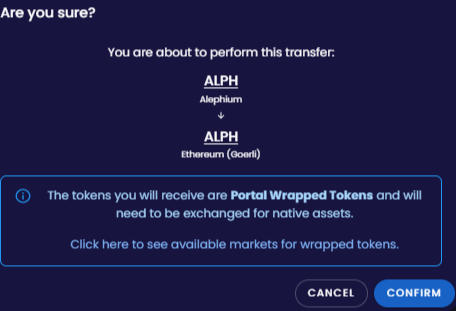 Are you sure?
You are about to perform this transfer:
ALPH
Alephium
↓
ALPH
Ethereum (Goerli)
The tokens you will receive are Portal Wrapped Tokens and will
need to be exchanged for native assets.
Click here to see available markets for wrapped tokens.
CANCEL CONFIRM